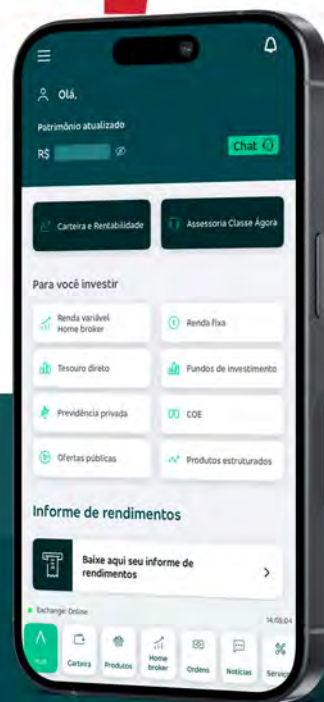 Olá,
Patrimônio atualizado
R$
Chat
Carteira e Rentabilidade
Assessoria Classe Ágora
Para você investir
Renda variável
Home broker
Renda fixa
Tesouro direto
Fundos de investimento
Previdência privada
COE
Ofertas públicas
Produtos estruturados
Informe de rendimentos
Baixe aqui seu informe de
rendimentos
Exchange: Online
14:05:04
Carteira
Produtos
Home
broker
Ordens
Notícias